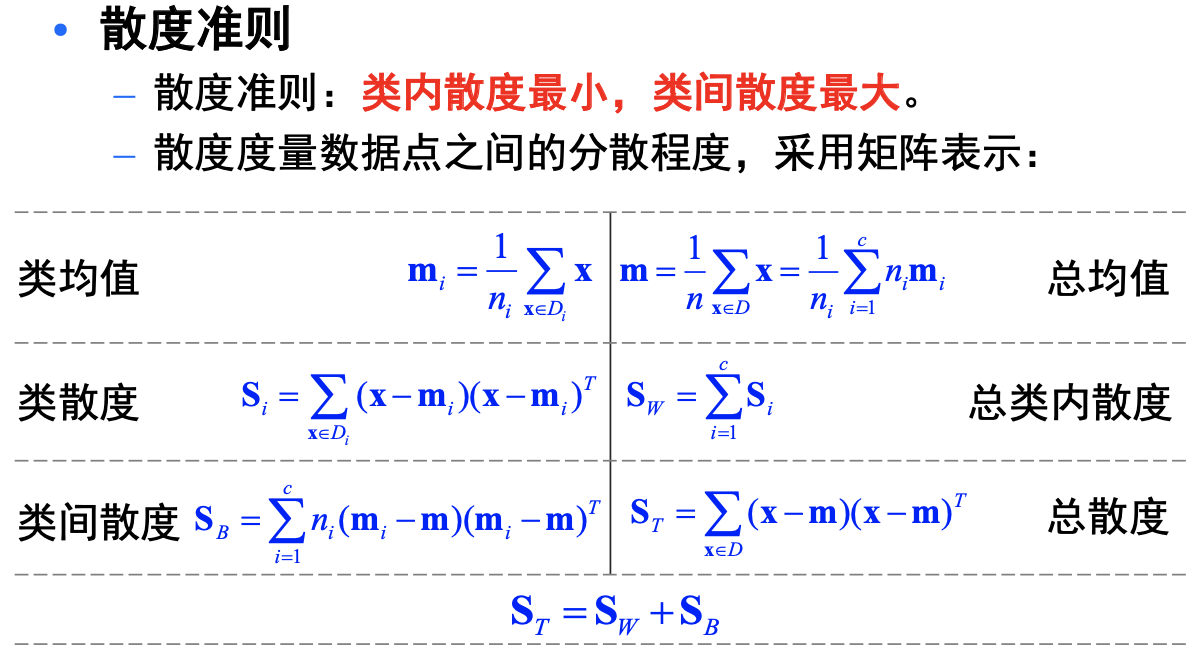 • 散度准则
– 散度准则：类内散度最小，类间散度最大。
– 散度度量数据点之间的分散程度，采用矩阵表示：
类均值 $\mathbf{m}_i = \frac{1}{n_i} \sum_{\mathbf{x} \in D_i} \mathbf{x}$ $\mathbf{m} = \frac{1}{n} \sum_{\mathbf{x} \in D} \mathbf{x} = \frac{1}{n_i} \sum_{i=1}^{c} n_i \mathbf{m}_i$ 总均值
类散度 $\mathbf{S}_i = \sum_{\mathbf{x} \in D_i} (\mathbf{x} - \mathbf{m}_i)(\mathbf{x} - \mathbf{m}_i)^T$ $\mathbf{S}_W = \sum_{i=1}^{c} \mathbf{S}_i$ 总类内散度
类间散度 $\mathbf{S}_B = \sum_{i=1}^{c} n_i (\mathbf{m}_i - \mathbf{m})(\mathbf{m}_i - \mathbf{m})^T$ $\mathbf{S}_T = \sum_{\mathbf{x} \in D} (\mathbf{x} - \mathbf{m})(\mathbf{x} - \mathbf{m})^T$ 总散度
$\mathbf{S}_T = \mathbf{S}_W + \mathbf{S}_B$